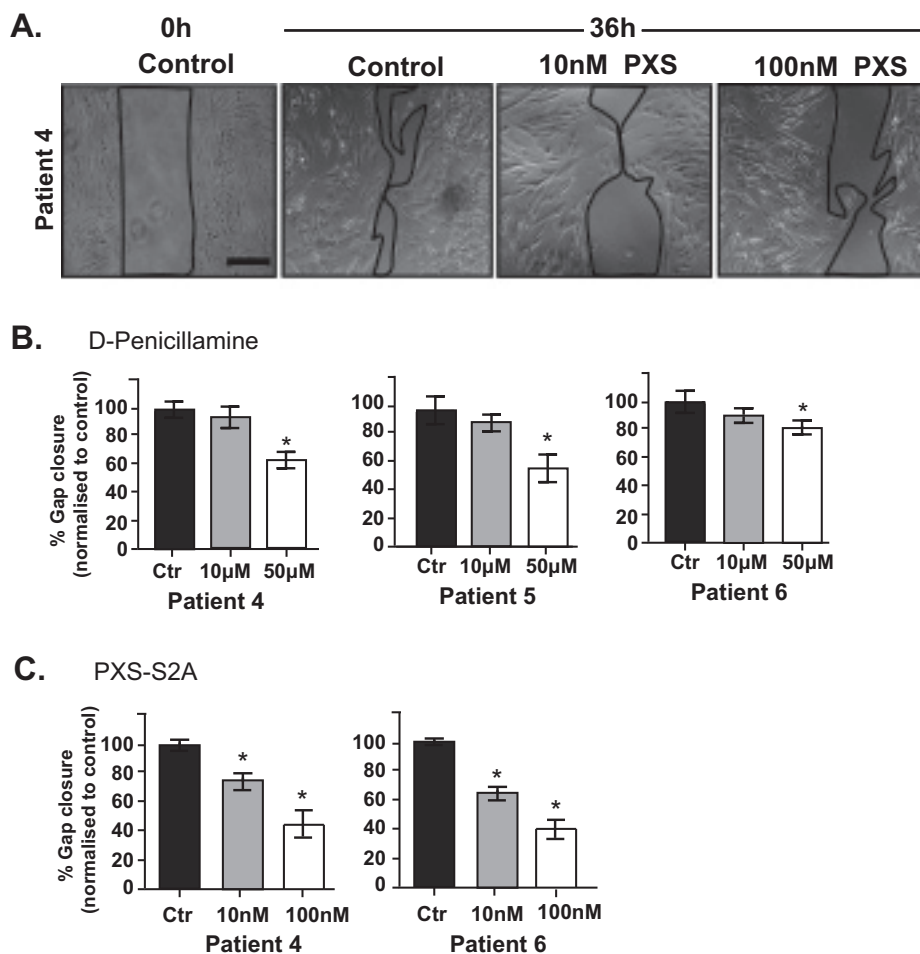 A.
0h
36h
Control
Control
10nM PXS
100nM PXS
Patient 4
B.
D-Penicillamine
% Gap closure
(normalised to control)
100
80
60
40
20
0
Ctr
10µM
50µM
Patient 4
100
80
60
40
20
0
*
Ctr
10µM
50µM
Patient 5
*
100
80
60
40
20
0
*
Ctr
10µM
50µM
Patient 6
C.
PXS-S2A
% Gap closure
(normalised to control)
100
80
60
40
20
0
*
*
Ctr
10nM
100nM
Patient 4
100
80
60
40
20
0
*
*
Ctr
10nM
100nM
Patient 6